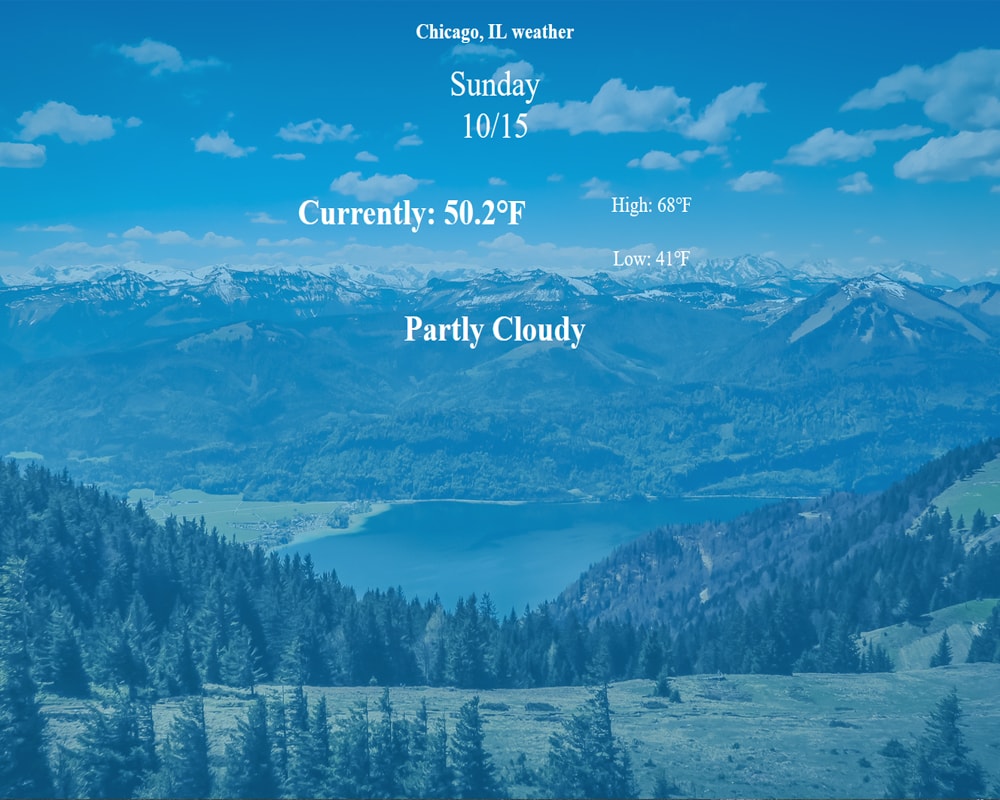 Chicago, IL weather
Sunday
10/15
Currently: 50.2°F
High: 68°F
Low: 41°F
Partly Cloudy